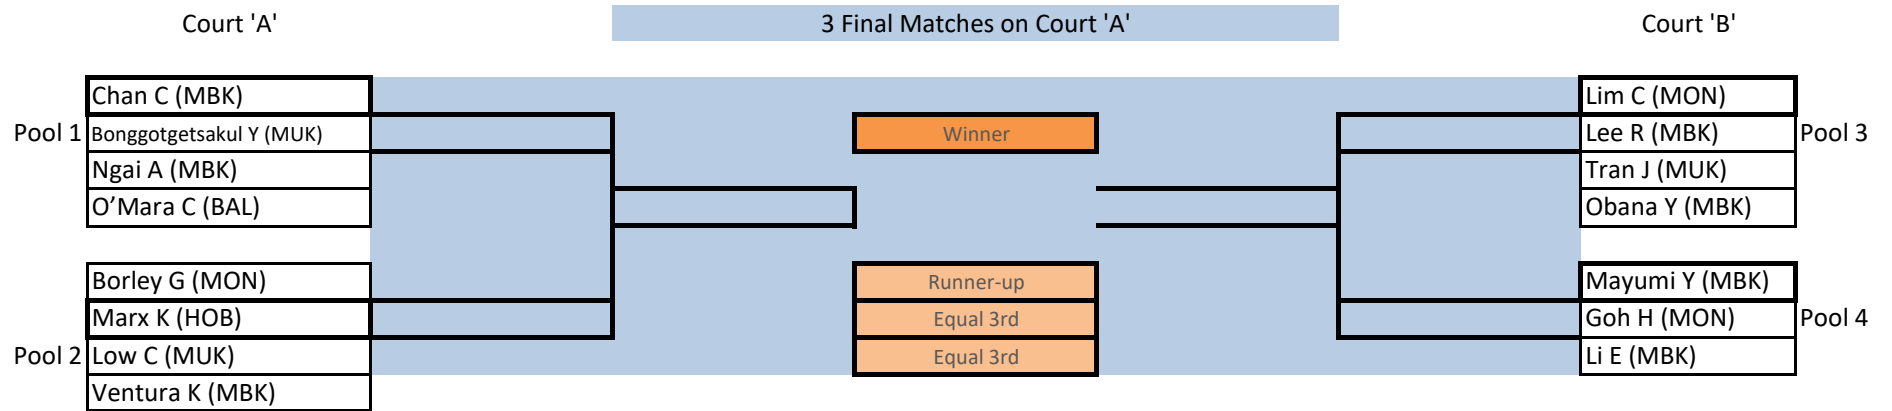 Court 'A'
3 Final Matches on Court 'A'
Court 'B'
Chan C (MBK)
Pool 1
Bonggotgetsakul Y (MUK)
Ngai A (MBK)
O’Mara C (BAL)
Borley G (MON)
Marx K (HOB)
Pool 2
Low C (MUK)
Ventura K (MBK)
Winner
Runner-up
Equal 3rd
Equal 3rd
Lim C (MON)
Lee R (MBK)
Pool 3
Tran J (MUK)
Obana Y (MBK)
Mayumi Y (MBK)
Goh H (MON)
Pool 4
Li E (MBK)